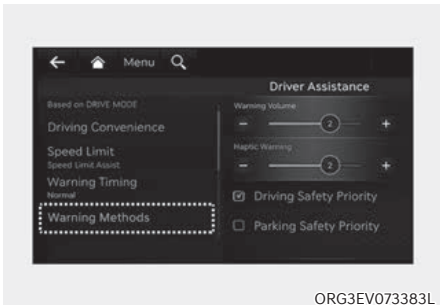 Menu
Driver Assistance
Based on DRIVE MODE
Driving Convenience
Speed Limit
Speed Limit Assist
Warning Timing
Normal
Warning Methods
Warning Volume
− 2 +
Haptic Warning
− 2 +
Driving Safety Priority
Parking Safety Priority
ORG3EV073383L